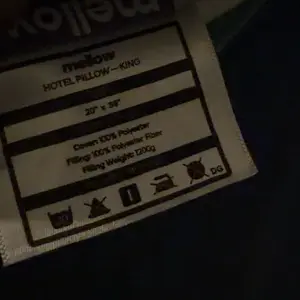 mellow
mellow
HOTEL PILLOW—KING
20" x 36"
Cover: 100% Polyester
Filling: 100% Polyester Fiber
Filling Weight: 1200g
DG